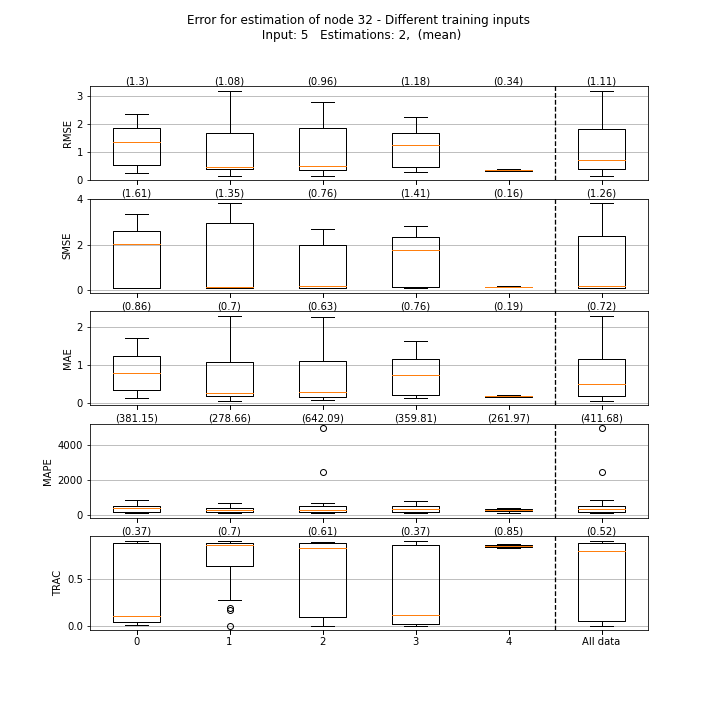 Error for estimation of node 32 - Different training inputs
Input: 5   Estimations: 2,  (mean)
(1.3) (1.08) (0.96) (1.18) (0.34) (1.11)
3
2
1
0
RMSE
(1.61) (1.35) (0.76) (1.41) (0.16) (1.26)
4
2
0
SMSE
(0.86) (0.7) (0.63) (0.76) (0.19) (0.72)
2
1
0
MAE
(381.15) (278.66) (642.09) (359.81) (261.97) (411.68)
4000
2000
0
MAPE
(0.37) (0.7) (0.61) (0.37) (0.85) (0.52)
0.5
0.0
TRAC
0 1 2 3 4 All data